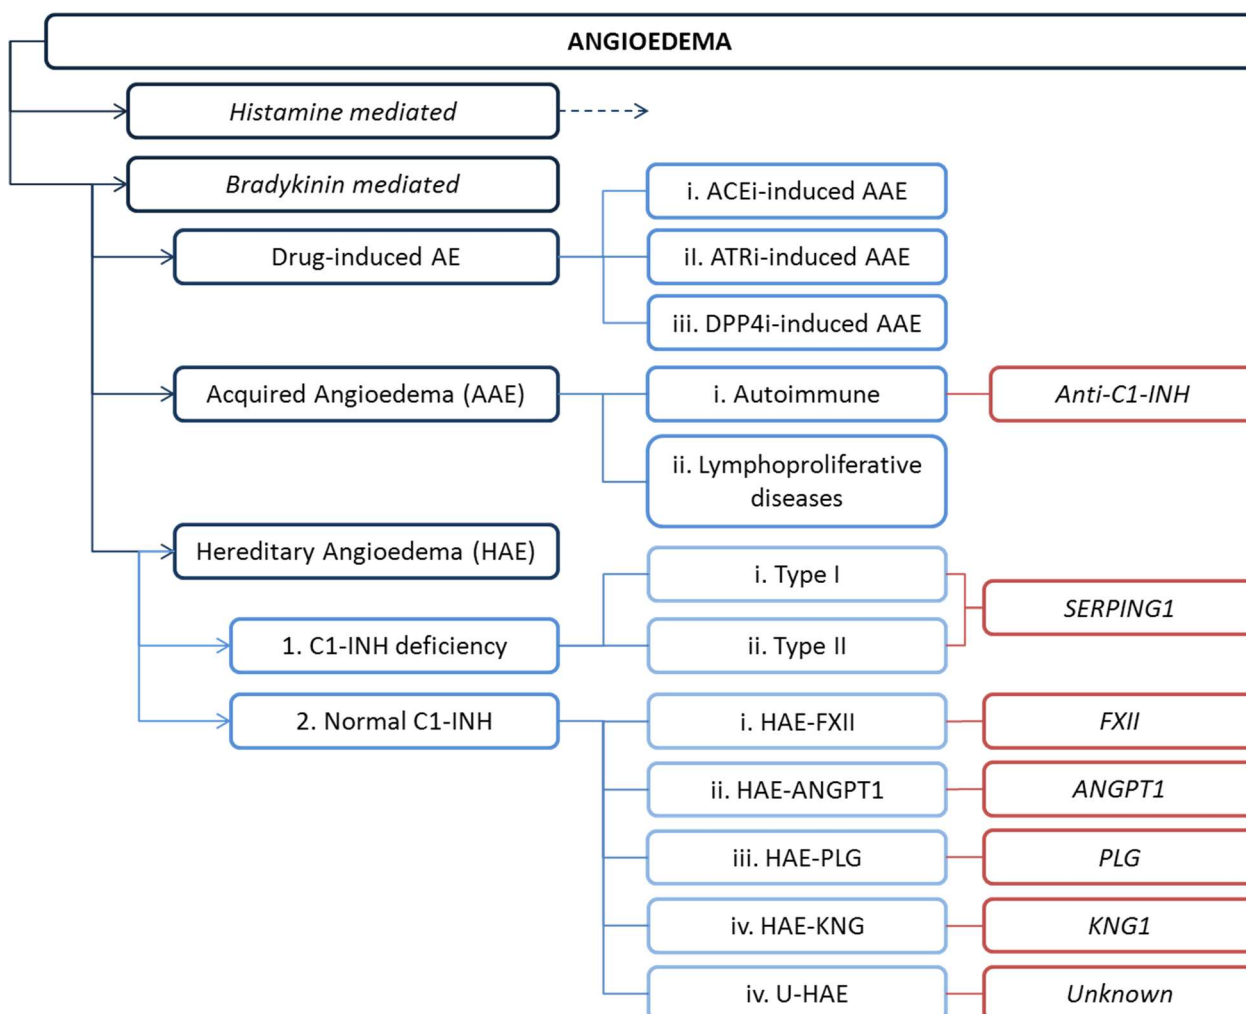 ANGIOEDEMA
Histamine mediated
Bradykinin mediated
i. ACEi-induced AAE
Drug-induced AE
iI. ATRi-induced AAE
iii. DPP4i-induced AAE
Acquired Angioedema (AAE)
i. Autoimmune
Anti-C1-INH
ii. Lymphoproliferative
diseases
Hereditary Angioedema (HAE)
i. Type I
SERPING1
1. C1-INH deficiency
ii. Type II
2. Normal C1-INH
i. HAE-FXII
FXII
ii. HAE-ANGPT1
ANGPT1
iii. HAE-PLG
PLG
iv. HAE-KNG
KNG1
iv. U-HAE
Unknown